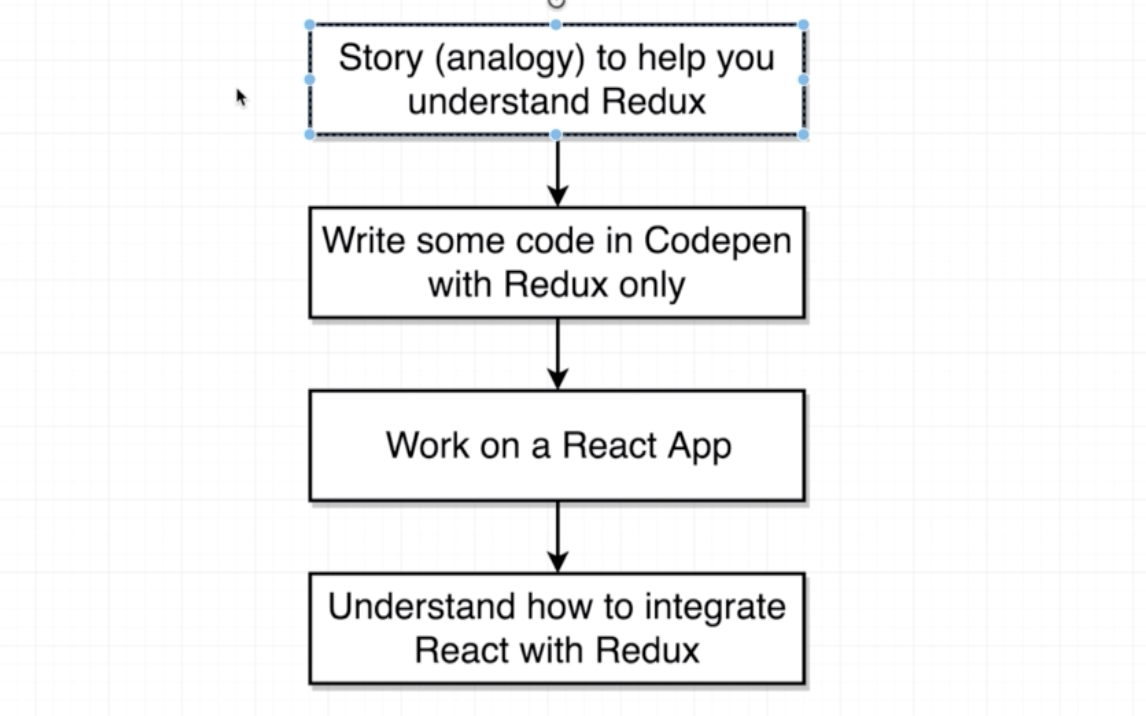 Story (analogy) to help you
understand Redux
Write some code in Codepen
with Redux only
Work on a React App
Understand how to integrate
React with Redux